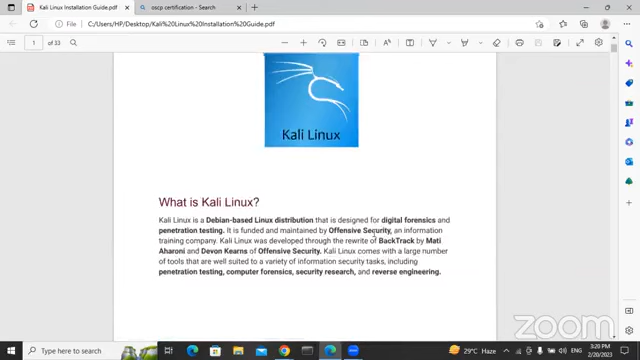 Kali Linux Installation Guide.pdf
oscp certification - Search
File
C:/Users/HP/Desktop/Kali%20Linux%20Installation%20Guide.pdf
1 of 33
Kali Linux
What is Kali Linux?
Kali Linux is a Debian-based Linux distribution that is designed for digital forensics and
penetration testing. It is funded and maintained by Offensive Security, an information
training company. Kali Linux was developed through the rewrite of BackTrack by Mati
Aharoni and Devon Kearns of Offensive Security. Kali Linux comes with a large number
of tools that are well suited to a variety of information security tasks, including
penetration testing, computer forensics, security research, and reverse engineering.
zoom
Type here to search
29°C Haze
3:20 PM
2/20/2023